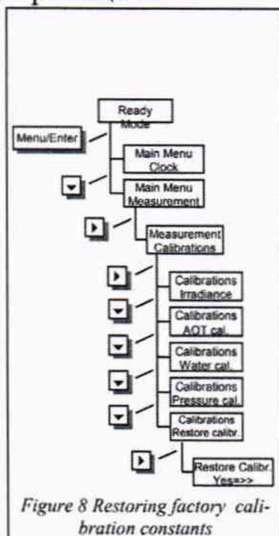 Ready
Mode
Menu/Enter
Main Menu
Clock
Main Menu
Measurement
Measurement
Calibrations
Calibrations
Irradiance
Calibrations
AOT cal.
Calibrations
Water cal.
Calibrations
Pressure cal.
Calibrations
Restore calibr.
Restore Calibr.
Yes=>>
Figure 8 Restoring factory cali-
bration constants